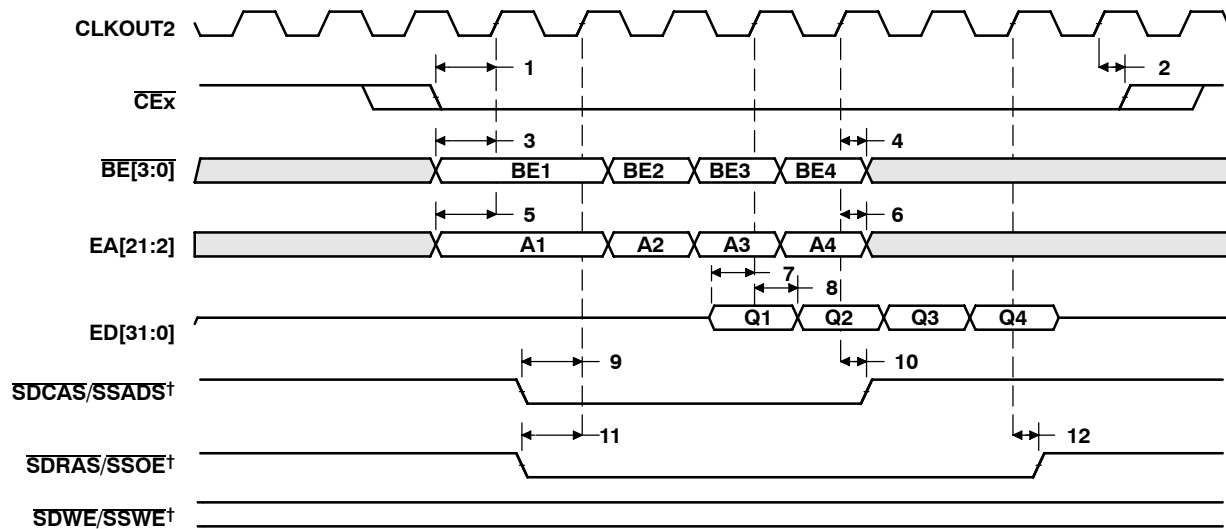 CLKOUT2
1
2
CEx
3
4
BE[3:0]
BE1 BE2 BE3 BE4
5
6
EA[21:2]
A1 A2 A3 A4
7
8
ED[31:0]
Q1 Q2 Q3 Q4
9
10
SDCAS/SSADS†
11
12
SDRAS/SSOE†
SDWE/SSWE†